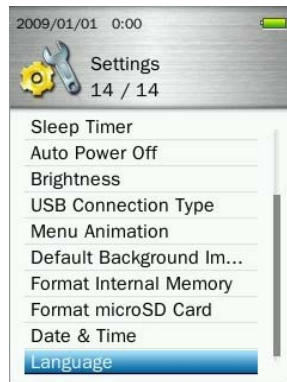 2009/01/01 0:00
Settings
14 / 14
Sleep Timer
Auto Power Off
Brightness
USB Connection Type
Menu Animation
Default Background Im...
Format Internal Memory
Format microSD Card
Date & Time
Language